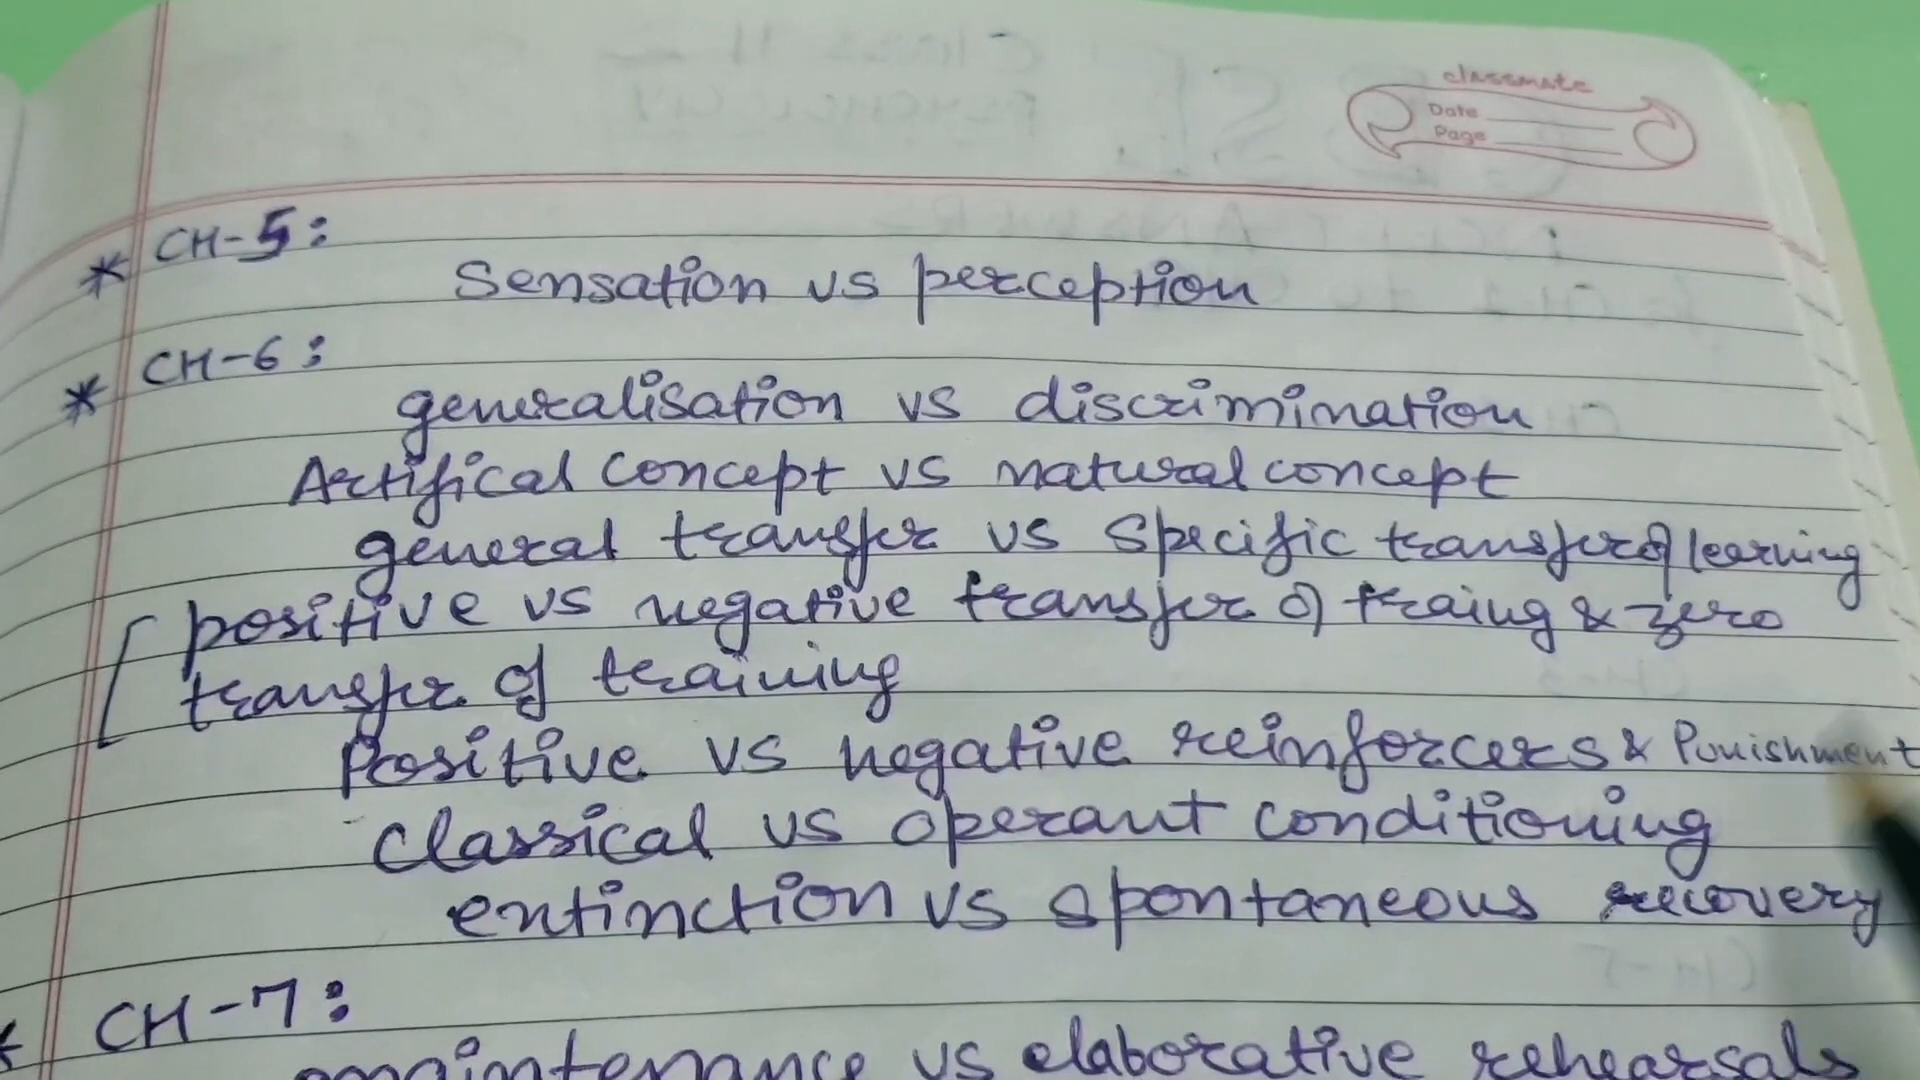 classmate
Date
Page
* CH-5:
Sensation vs perception
* CH-6:
generalisation vs discrimination
Artifical concept vs natural concept
general transfer vs specific transfer of learning
positive vs negative transfer of traing & zero
transfer of training
Positive vs negative reinforcers & Punishment
Classical vs operant conditioning
extinction vs spontaneous recovery
* CH-7:
maintenance vs elaborative rehearsals